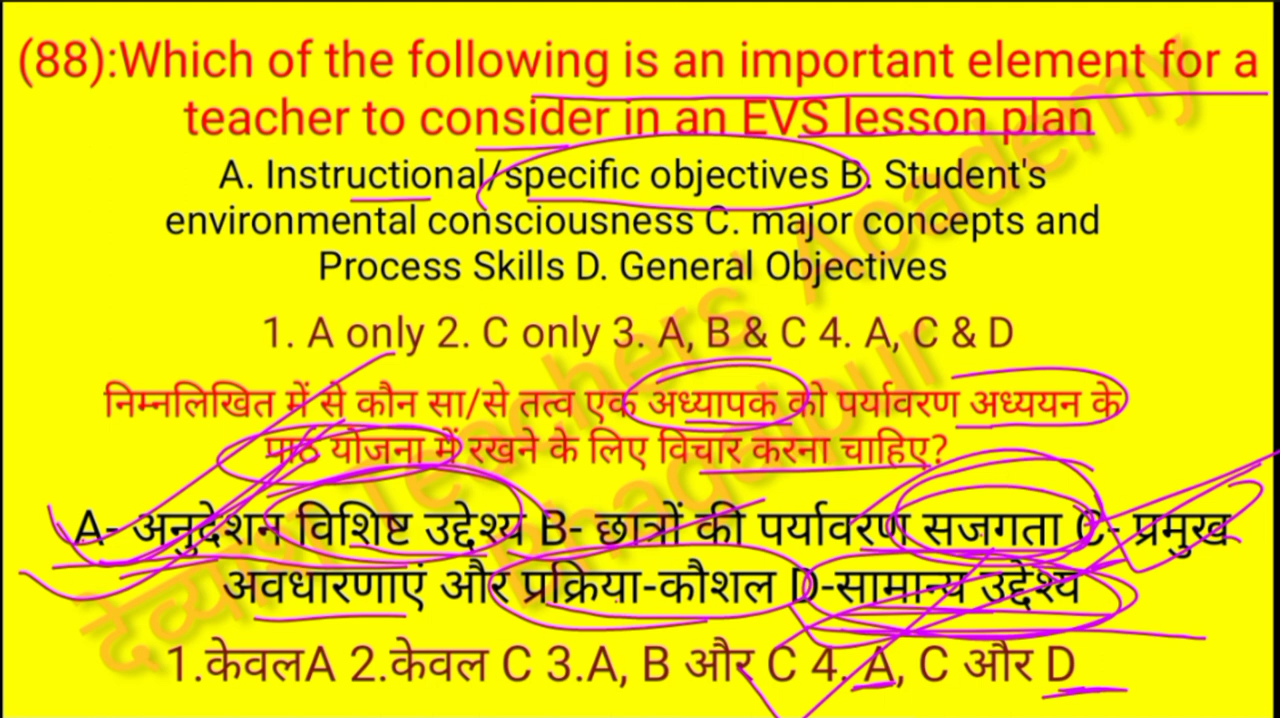 (88):Which of the following is an important element for a
teacher to consider in an EVS lesson plan
A. Instructional/specific objectives B. Student's
environmental consciousness C. major concepts and
Process Skills D. General Objectives
1. A only 2. C only 3. A, B & C 4. A, C & D
निम्नलिखित में से कौन सा/से तत्व एक अध्यापक को पर्यावरण अध्ययन के
पाठ योजना में रखने के लिए विचार करना चाहिए?
A- अनुदेशन विशिष्ट उद्देश्य B- छात्रों की पर्यावरण सजगता C- प्रमुख
अवधारणाएं और प्रक्रिया-कौशल D-सामान्य उद्देश्य
1.केवलA 2.केवल C 3.A, B और C 4. A, C और D
देव्याश Teachers' Academy
Bhagalpur